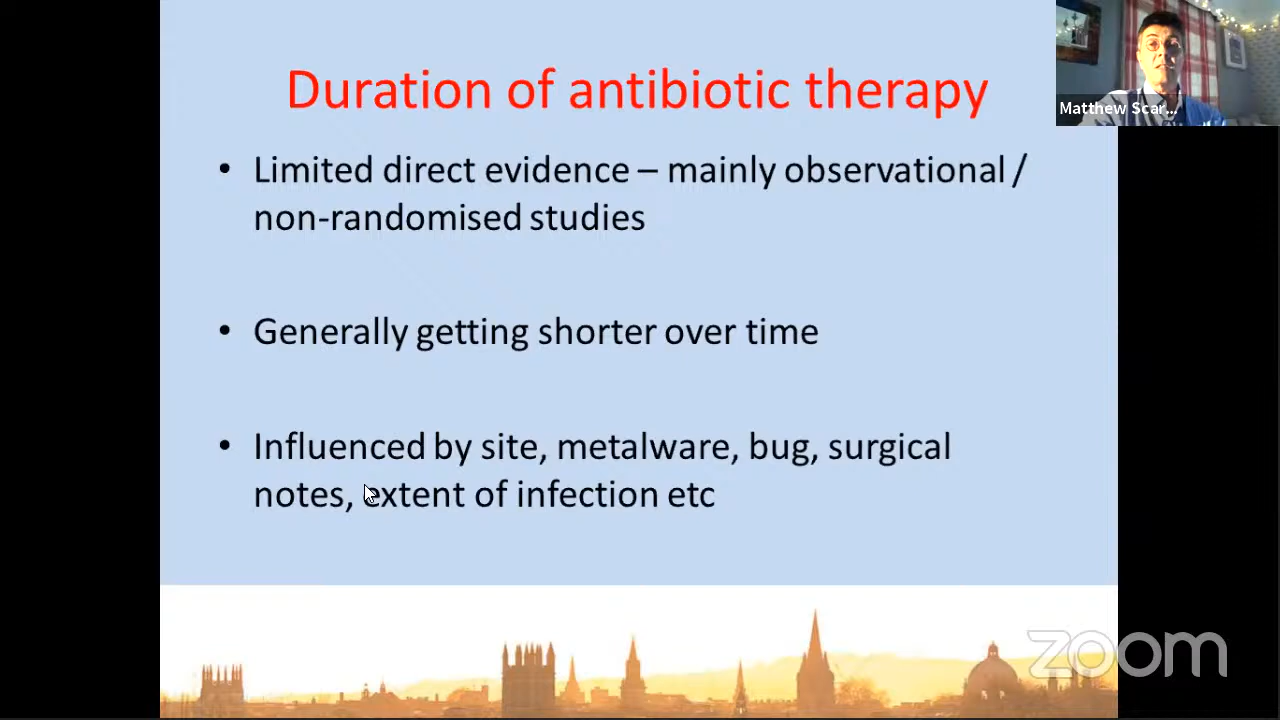 Duration of antibiotic therapy
Matthew Scar...
• Limited direct evidence – mainly observational /
non-randomised studies
• Generally getting shorter over time
• Influenced by site, metalware, bug, surgical
notes, extent of infection etc
zoom